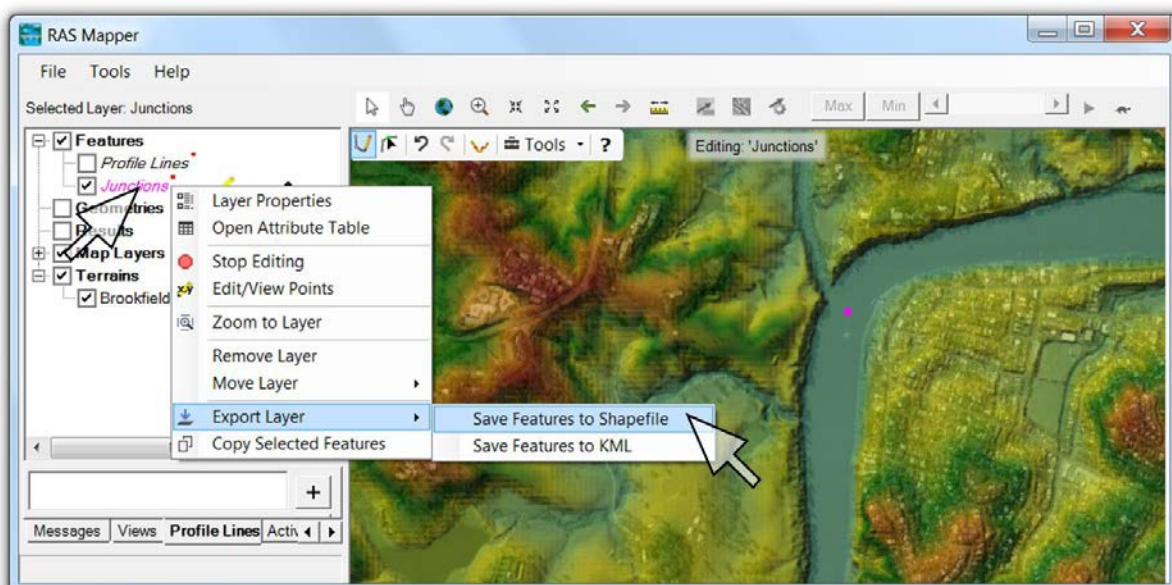 RAS Mapper
File Tools Help
Selected Layer: Junctions
Max Min
Features
Profile Lines
Junctions
Geometries
Results
Map Layers
Terrains
Brookfield
Tools ?
Editing: 'Junctions'
Layer Properties
Open Attribute Table
Stop Editing
Edit/View Points
Zoom to Layer
Remove Layer
Move Layer
Export Layer
Copy Selected Features
Save Features to Shapefile
Save Features to KML
+
Messages Views Profile Lines Activ